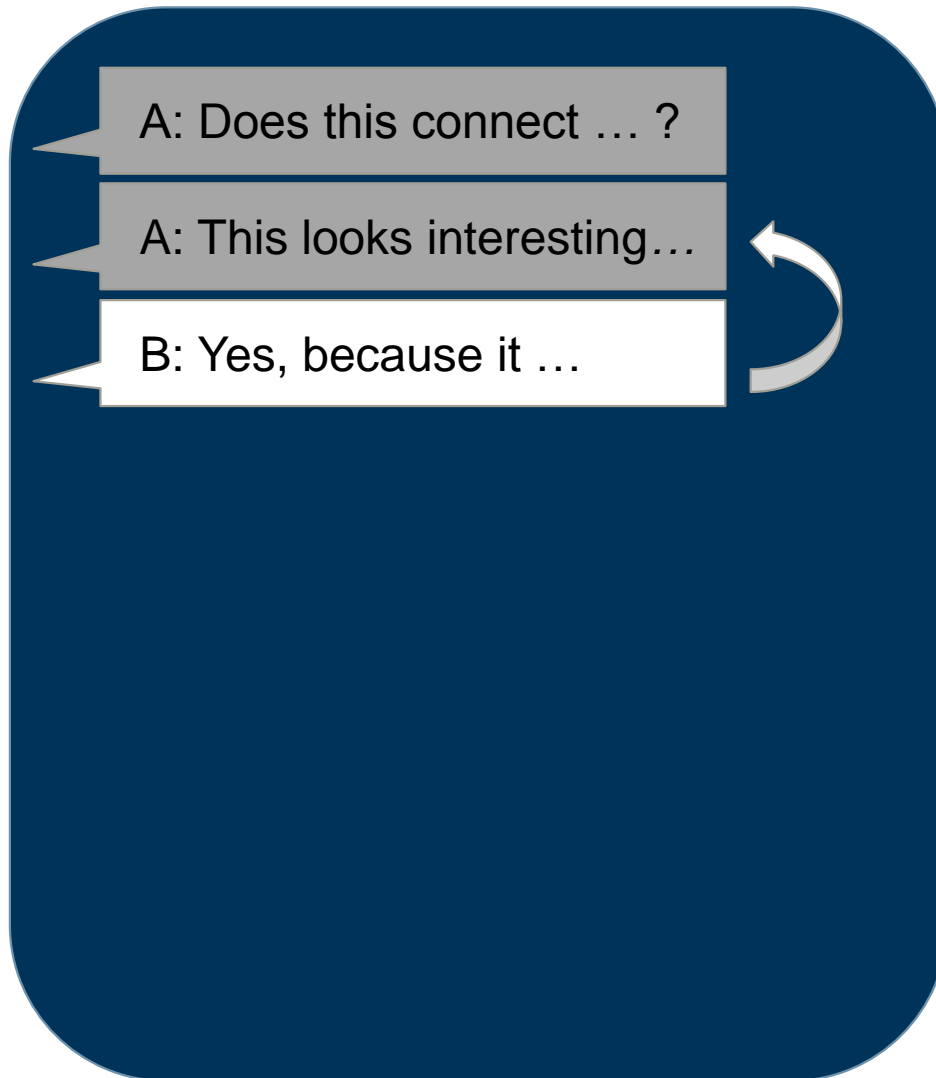 A: Does this connect … ?
A: This looks interesting…
B: Yes, because it …